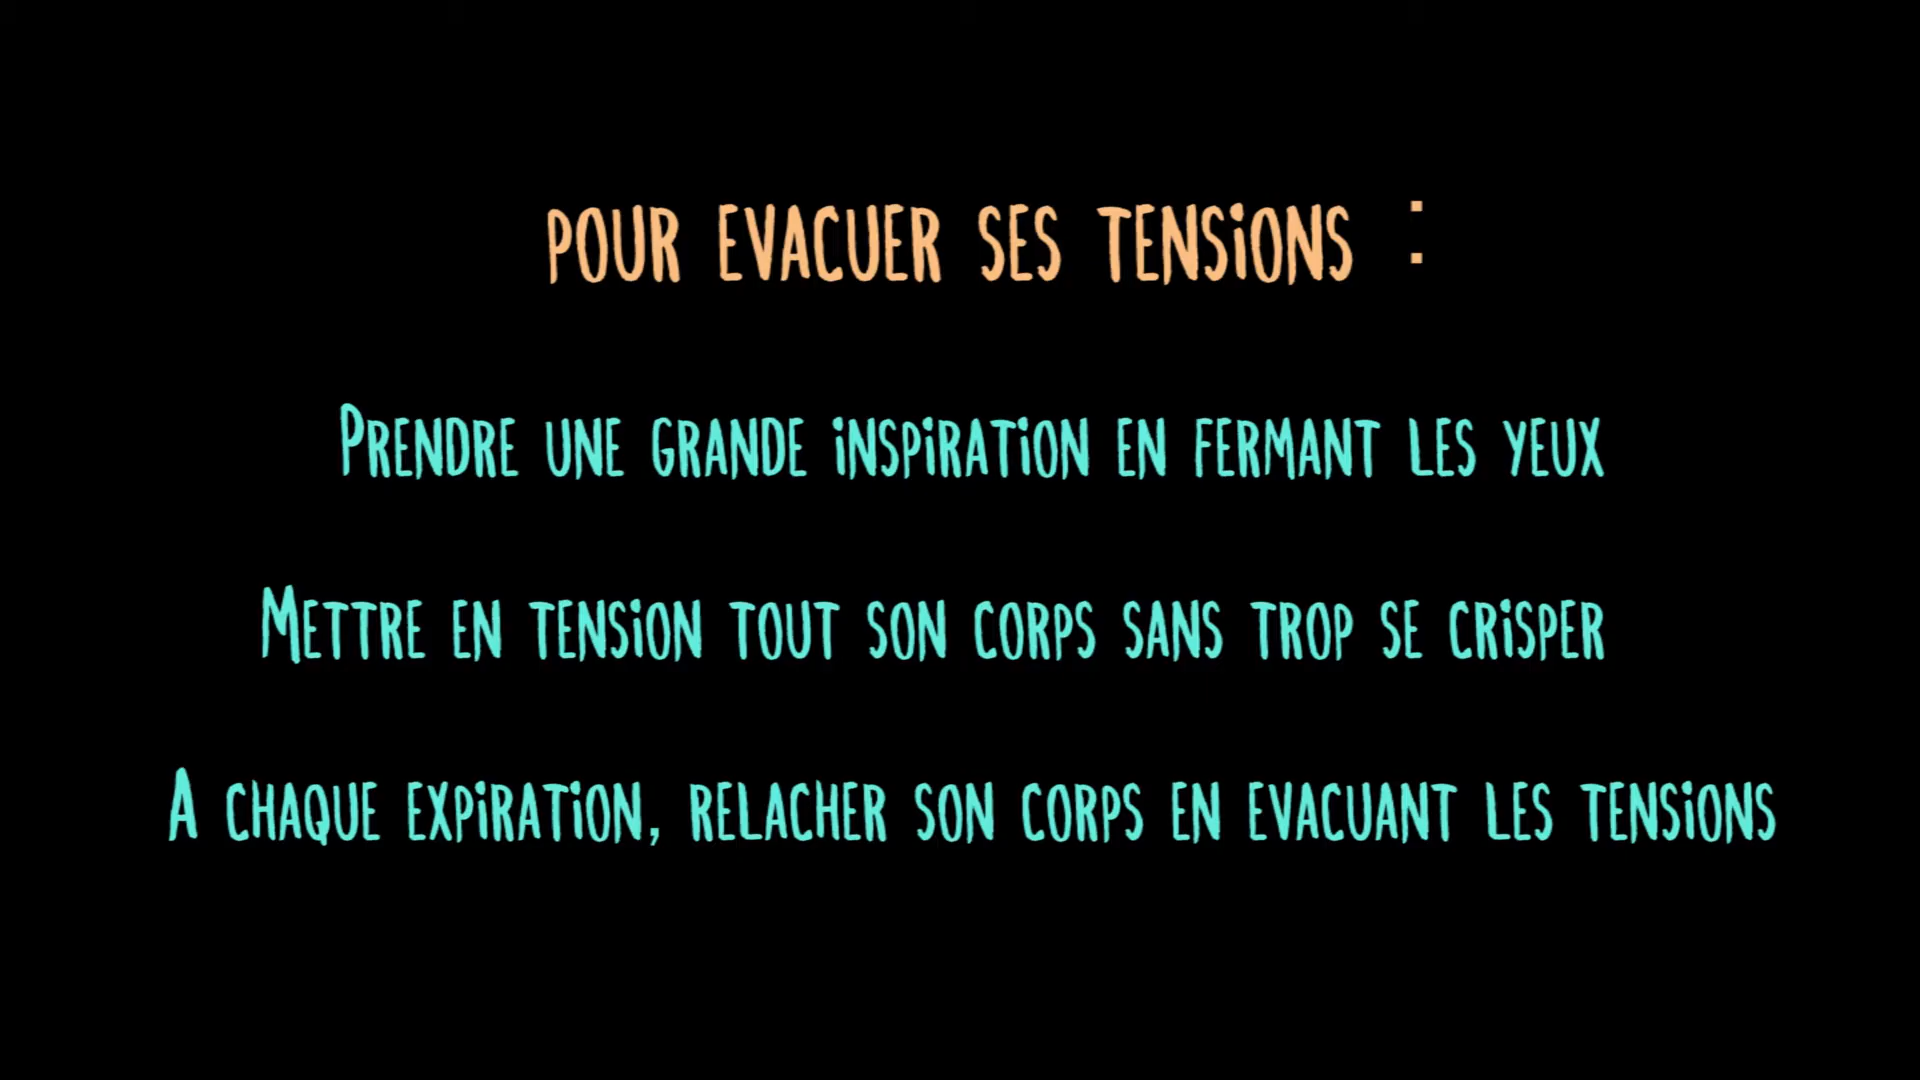 POUR EVACUER SES TENSIONS :
PRENDRE UNE GRANDE INSPIRATION EN FERMANT LES YEUX
METTRE EN TENSION TOUT SON CORPS SANS TROP SE CRISPER
A CHAQUE EXPIRATION, RELACHER SON CORPS EN EVACUANT LES TENSIONS